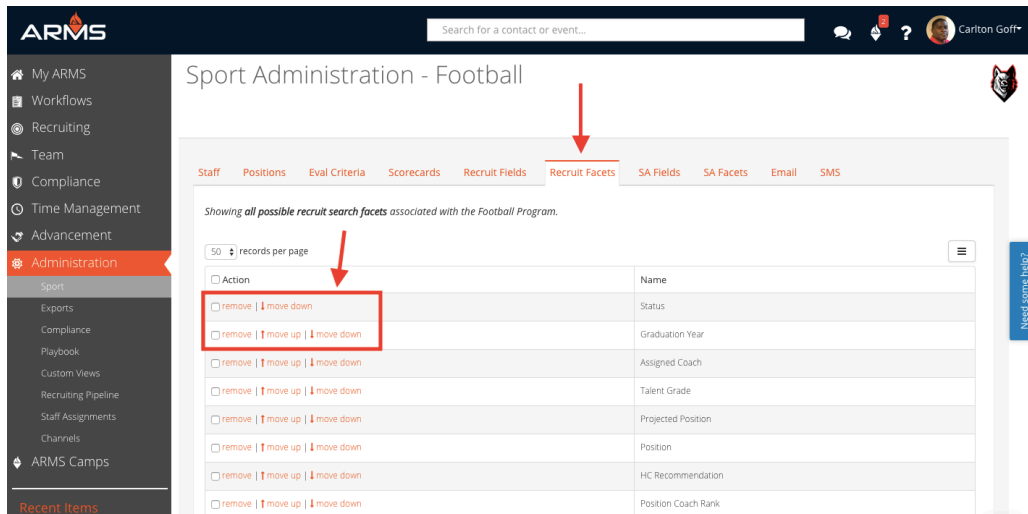 ARMS
Search for a contact or event...
2
?
Carlton Goff
My ARMS
Workflows
Recruiting
Team
Compliance
Time Management
Advancement
Administration
Sport
Exports
Compliance
Playbook
Custom Views
Recruiting Pipeline
Staff Assignments
Channels
ARMS Camps
Recent Items
Sport Administration - Football
Staff Positions Eval Criteria Scorecards Recruit Fields Recruit Facets SA Fields SA Facets Email SMS
Showing all possible recruit search facets associated with the Football Program.
50 records per page
Action Name
remove | move down Status
remove | move up | move down Graduation Year
remove | move up | move down Assigned Coach
remove | move up | move down Talent Grade
remove | move up | move down Projected Position
remove | move up | move down Position
remove | move up | move down HC Recommendation
remove | move up | move down Position Coach Rank
Need some help?